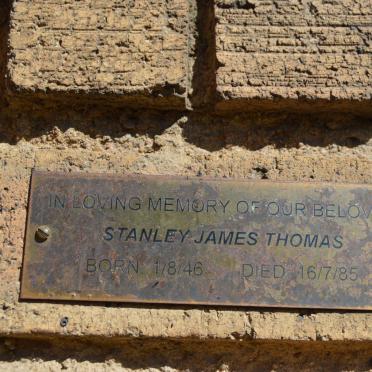 IN LOVING MEMORY OF OUR BELOV
STANLEY JAMES THOMAS
BORN 1/8/46 DIED 16/7/85